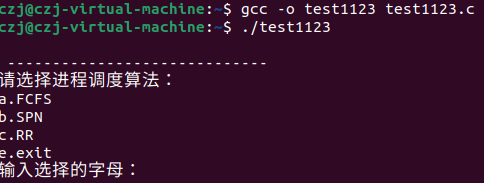 czj@czj-virtual-machine:~$ gcc -o test1123 test1123.c
czj@czj-virtual-machine:~$ ./test1123
----------------------------
请选择进程调度算法：
a.FCFS
b.SPN
c.RR
e.exit
输入选择的字母：